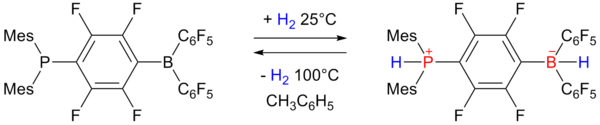 F F F F
+ H2 25°C
Mes C6F5 Mes C6F5
P B H P+ B− H
Mes C6F5 Mes C6F5
- H2 100°C
F F F F
CH3C6H5